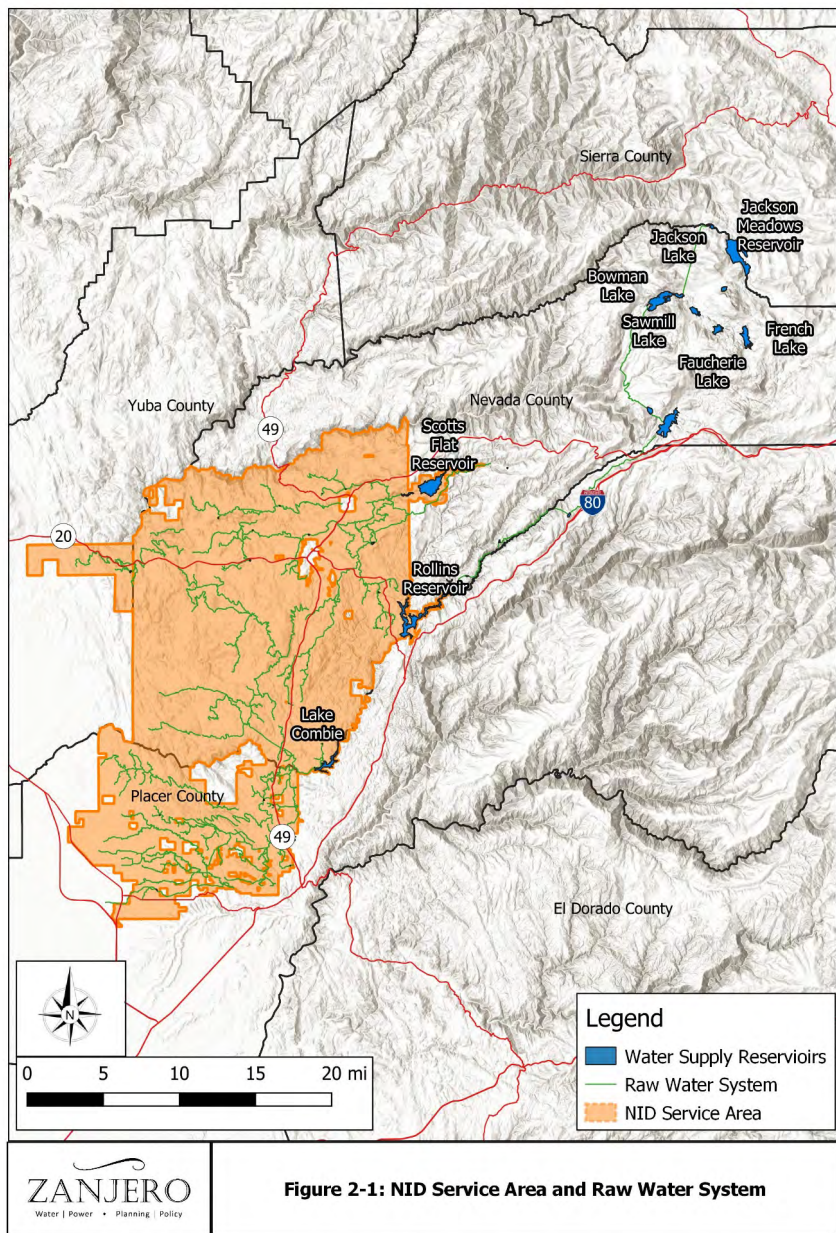 Sierra County
Jackson
Meadows
Reservoir
Jackson
Lake
Bowman
Lake
Sawmill
Lake
French
Lake
Faucherie
Lake
Yuba County
49
Nevada County
Scotts
Flat
Reservoir
80
20
Rollins
Reservoir
Lake
Combie
Placer County
49
El Dorado County
N
0 5 10 15 20 mi
Legend
Water Supply Reservioirs
Raw Water System
NID Service Area
ZANJERO
Water | Power • Planning | Policy
Figure 2-1: NID Service Area and Raw Water System